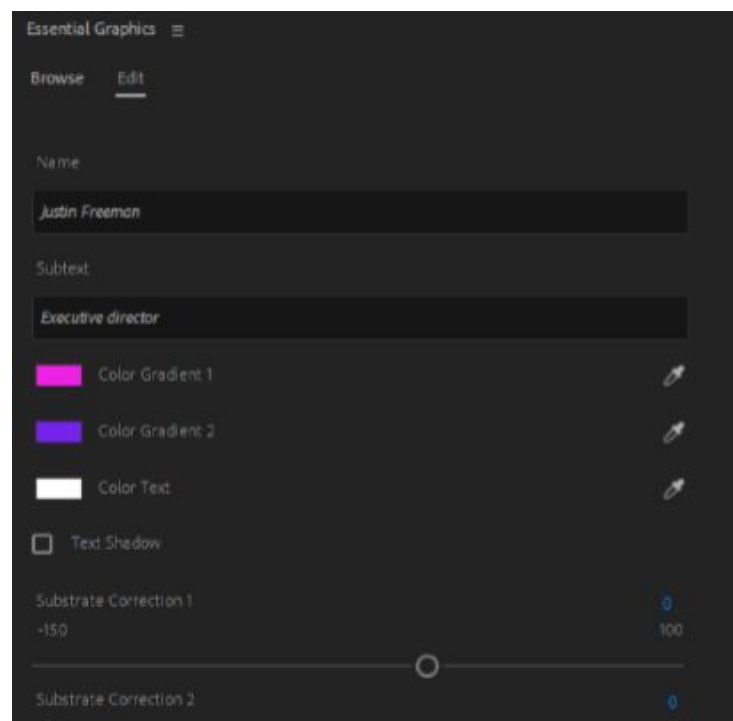 Essential Graphics
Browse Edit
Name
Justin Freeman
Subtext
Executive director
Color Gradient 1
Color Gradient 2
Color Text
Text Shadow
Substrate Correction 1 0
-150 100
Substrate Correction 2 0